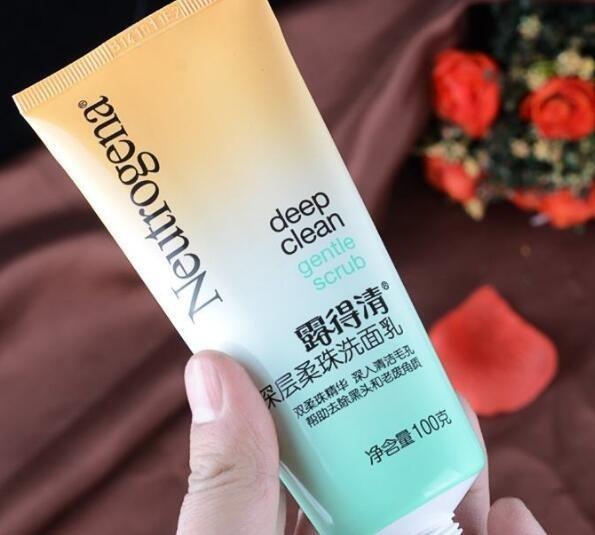 Neutrogena®
deep
clean
gentle
scrub
露得清®
深层柔珠洗面乳
双柔珠精华 深入清洁毛孔
帮助去除黑头和老废角质
净含量100克